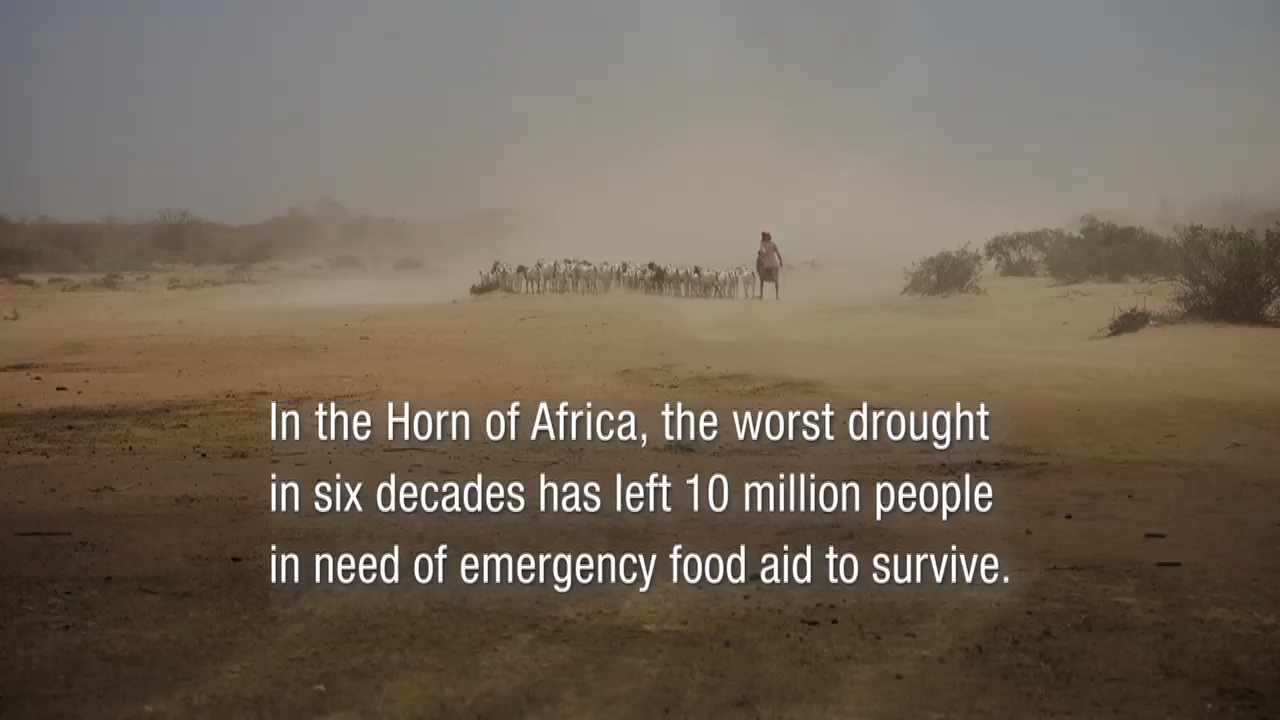 In the Horn of Africa, the worst drought
in six decades has left 10 million people
in need of emergency food aid to survive.